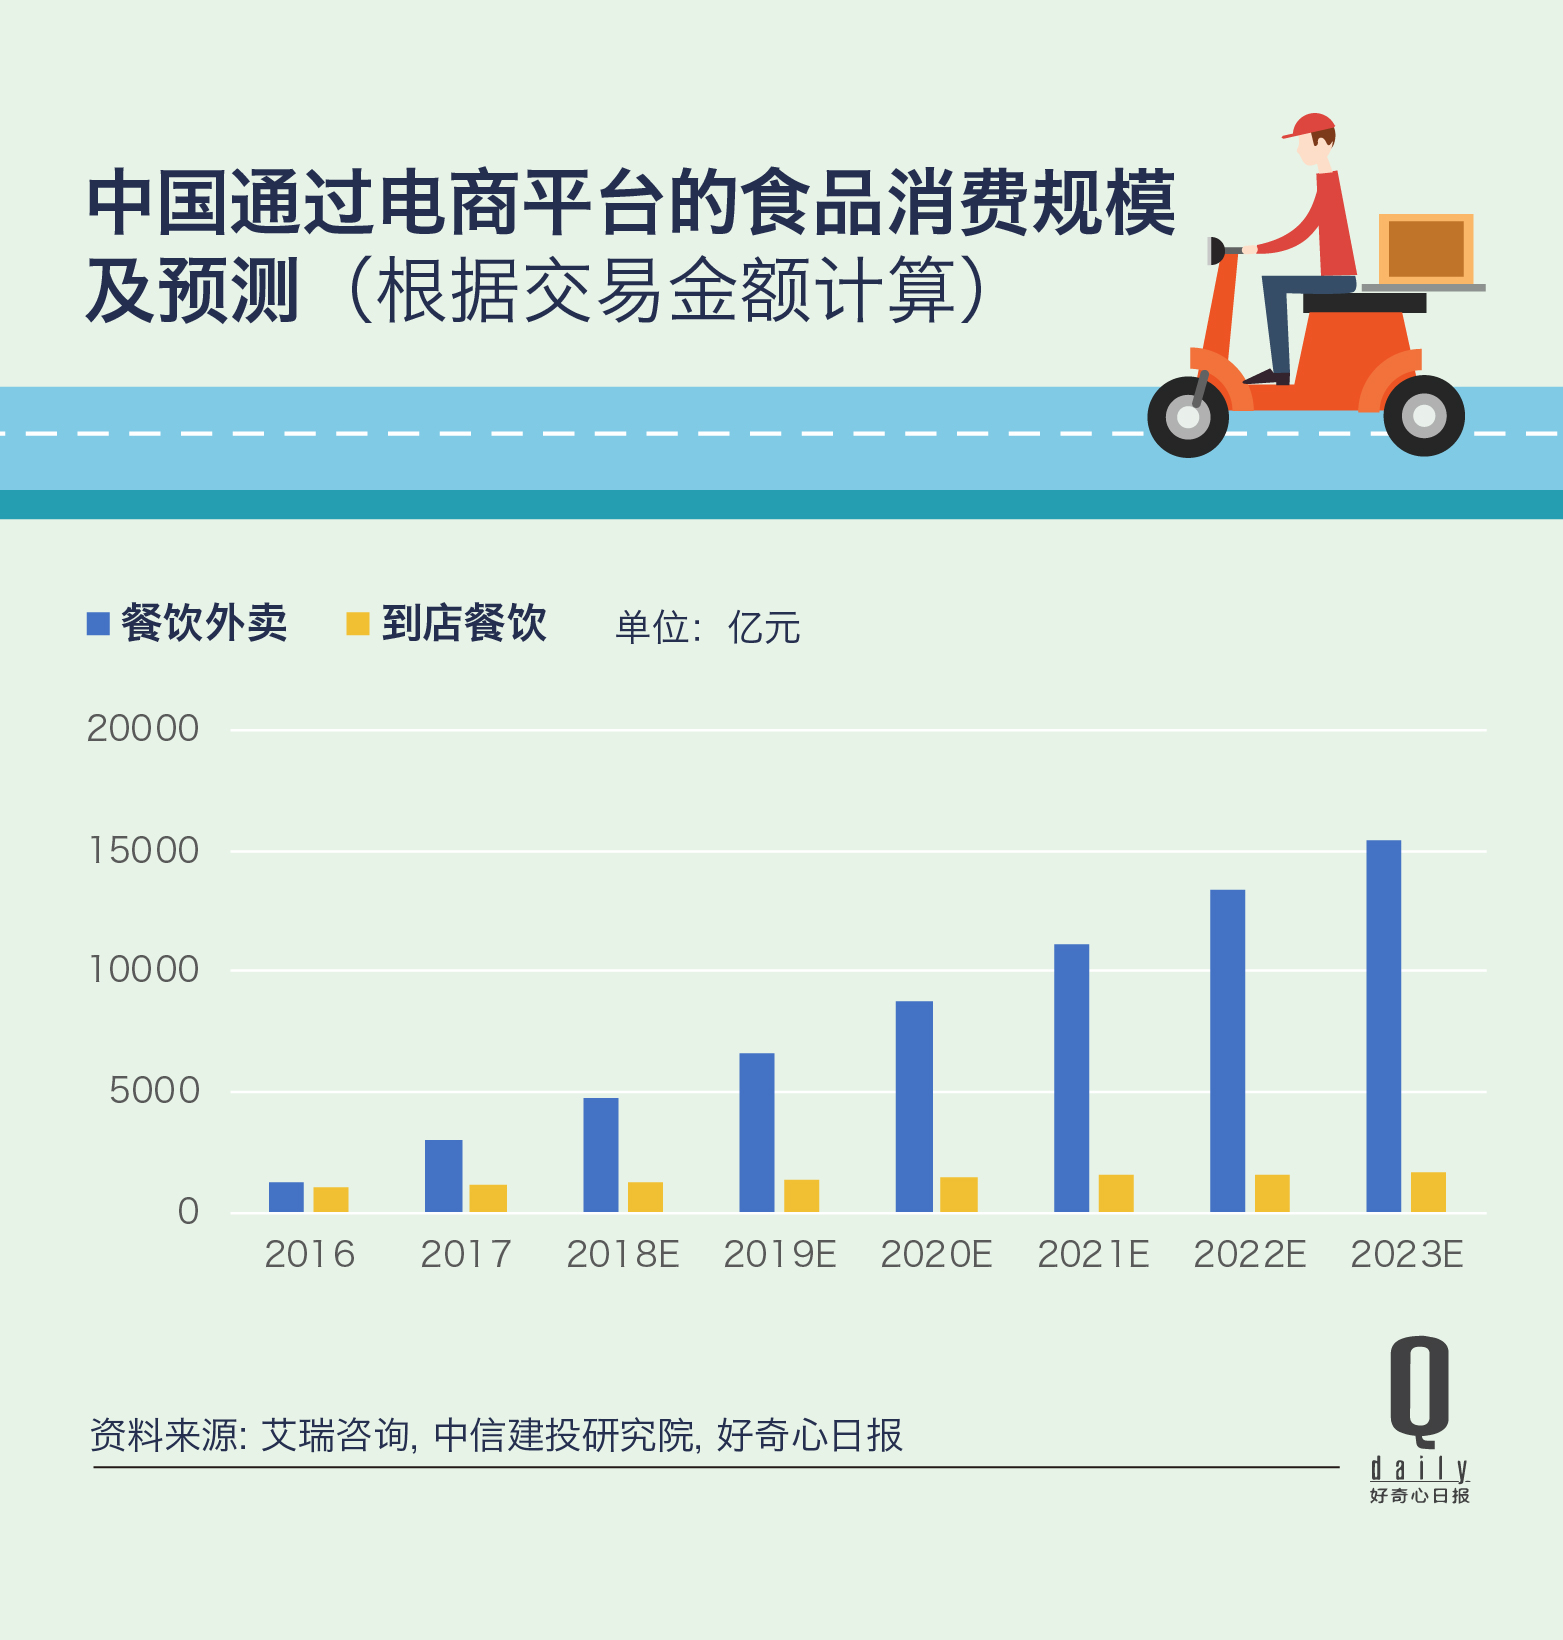 中国通过电商平台的食品消费规模
及预测（根据交易金额计算）
餐饮外卖 到店餐饮 单位：亿元
20000
15000
10000
5000
0
2016 2017 2018E 2019E 2020E 2021E 2022E 2023E
资料来源: 艾瑞咨询, 中信建投研究院, 好奇心日报
Q
daily
好奇心日报